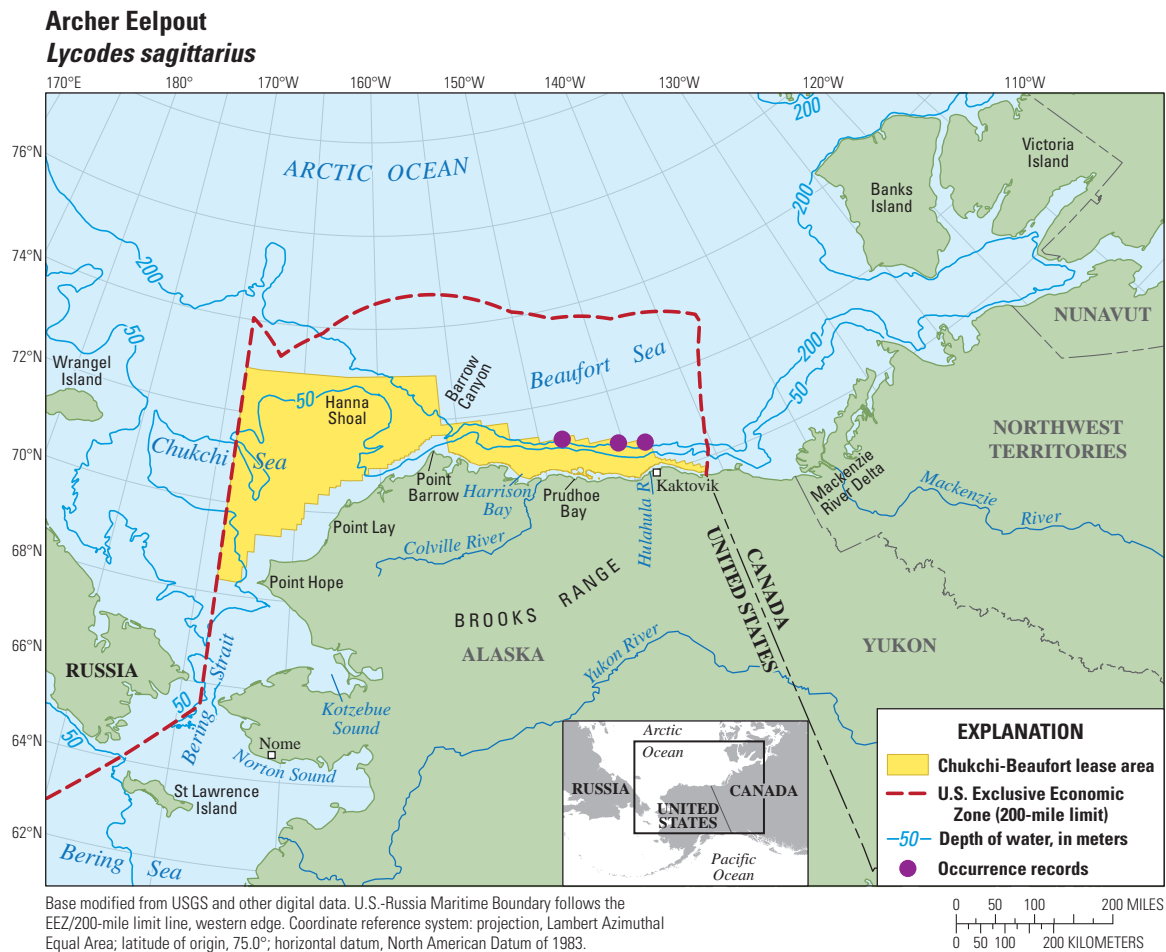 Archer Eelpout
Lycodes sagittarius
170°E
180°
170°W
160°W
150°W
140°W
130°W
120°W
110°W
76°N
74°N
72°N
70°N
68°N
66°N
64°N
62°N
200
Victoria
Island
Banks
Island
ARCTIC OCEAN
200
200
50
NUNAVUT
Wrangel
Island
Barrow
Canyon
Beaufort Sea
200
50
50
Hanna
Shoal
Chukchi Sea
NORTHWEST
TERRITORIES
Point
Barrow
Harrison
Bay
Prudhoe
Bay
Hulahula R
Kaktovik
Mackenzie
River Delta
Mackenzie
River
Point Lay
Colville River
Point Hope
CANADA
UNITED STATES
BROOKS RANGE
ALASKA
YUKON
Yukon River
RUSSIA
Bering Strait
50
50
Kotzebue
Sound
Nome
Norton Sound
St Lawrence
Island
Bering Sea
Arctic
Ocean
RUSSIA
CANADA
UNITED
STATES
Pacific
Ocean
EXPLANATION
Chukchi-Beaufort lease area
U.S. Exclusive Economic
Zone (200-mile limit)
50 Depth of water, in meters
Occurrence records
Base modified from USGS and other digital data. U.S.-Russia Maritime Boundary follows the
EEZ/200-mile limit line, western edge. Coordinate reference system: projection, Lambert Azimuthal
Equal Area; latitude of origin, 75.0°; horizontal datum, North American Datum of 1983.
0 50 100 200 MILES
0 50 100 200 KILOMETERS